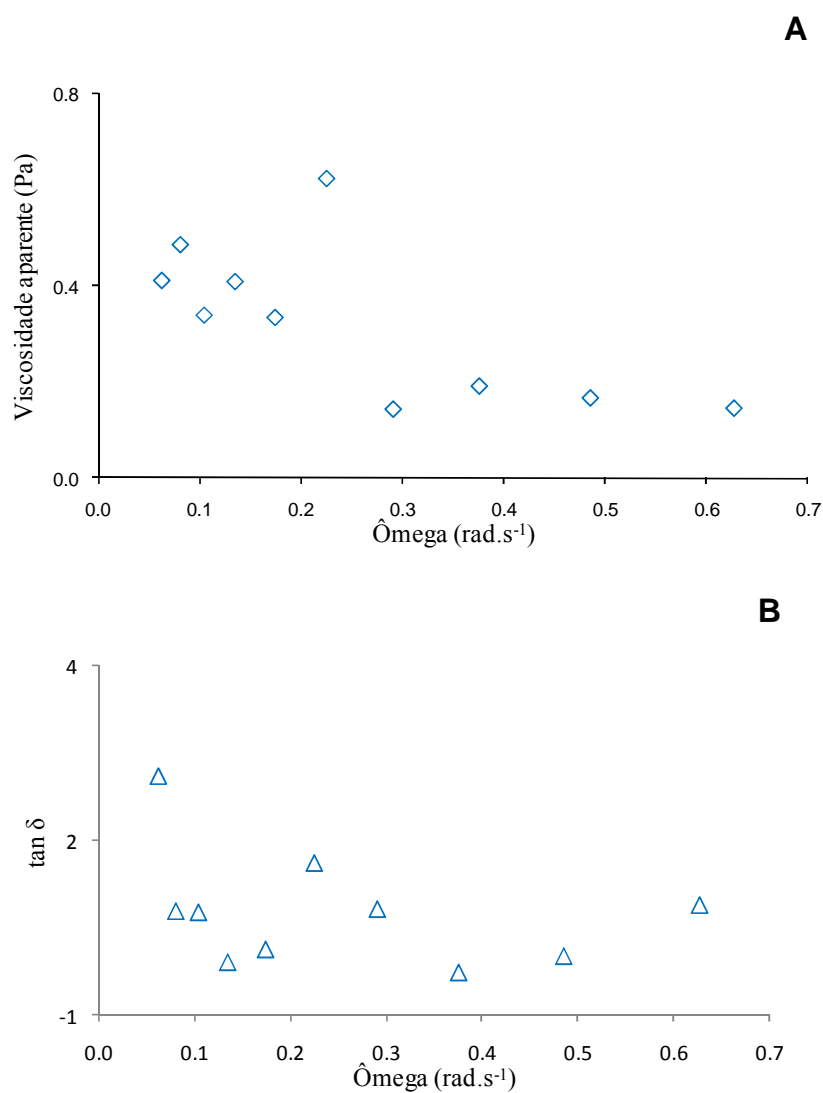 A
0.8
0.4
0.0
Viscosidade aparente (Pa)
0.0 0.1 0.2 0.3 0.4 0.5 0.6 0.7
Ômega (rad.s-1)
B
4
2
-1
tan δ
0.0 0.1 0.2 0.3 0.4 0.5 0.6 0.7
Ômega (rad.s-1)